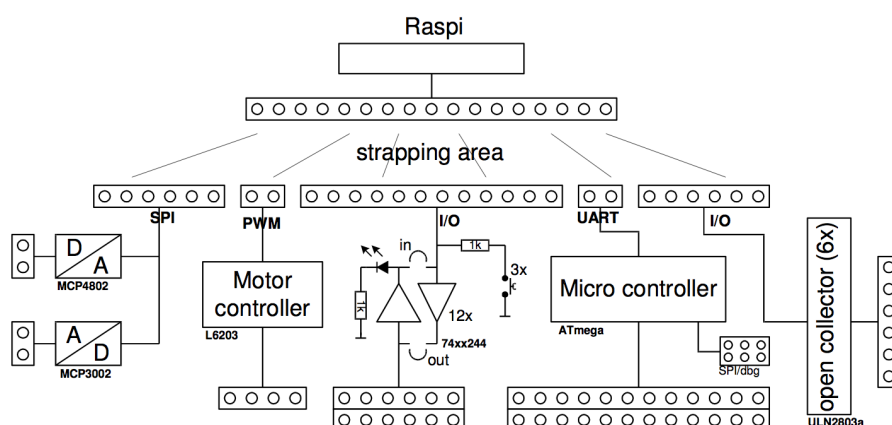 Raspi
strapping area
SPI
PWM
I/O
UART
I/O
D
A
MCP4802
A
D
MCP3002
Motor
controller
L6203
in
1k
1k
3x
12x
74xx244
out
Micro controller
ATmega
SPI/dbg
open collector (6x)
ULN2803a